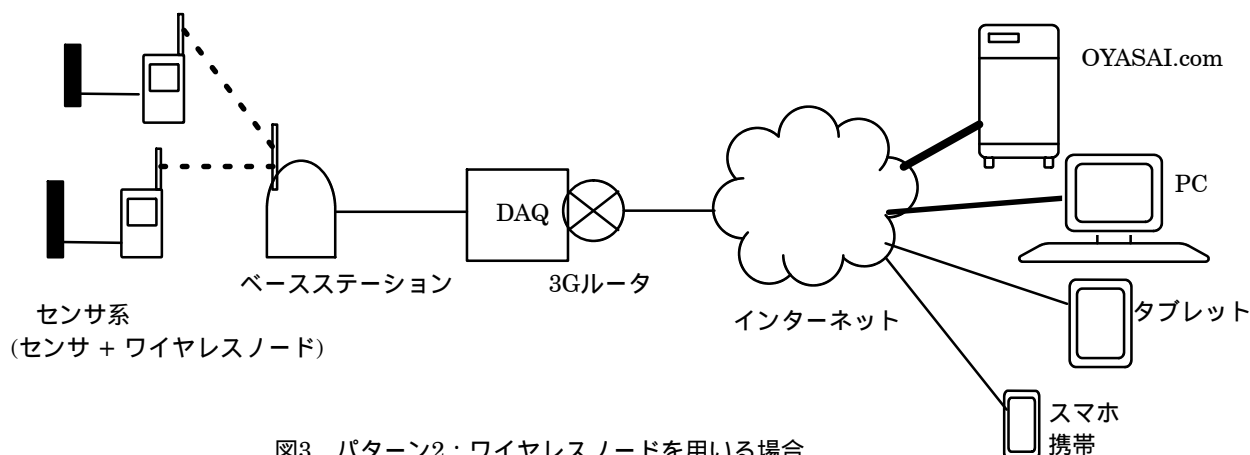 OYASAI.com
PC
DAQ
ベースステーション
3Gルータ
タブレット
センサ系
(センサ + ワイヤレスノード)
インターネット
スマホ
携帯
図3 パターン2：ワイヤレスノードを用いる場合